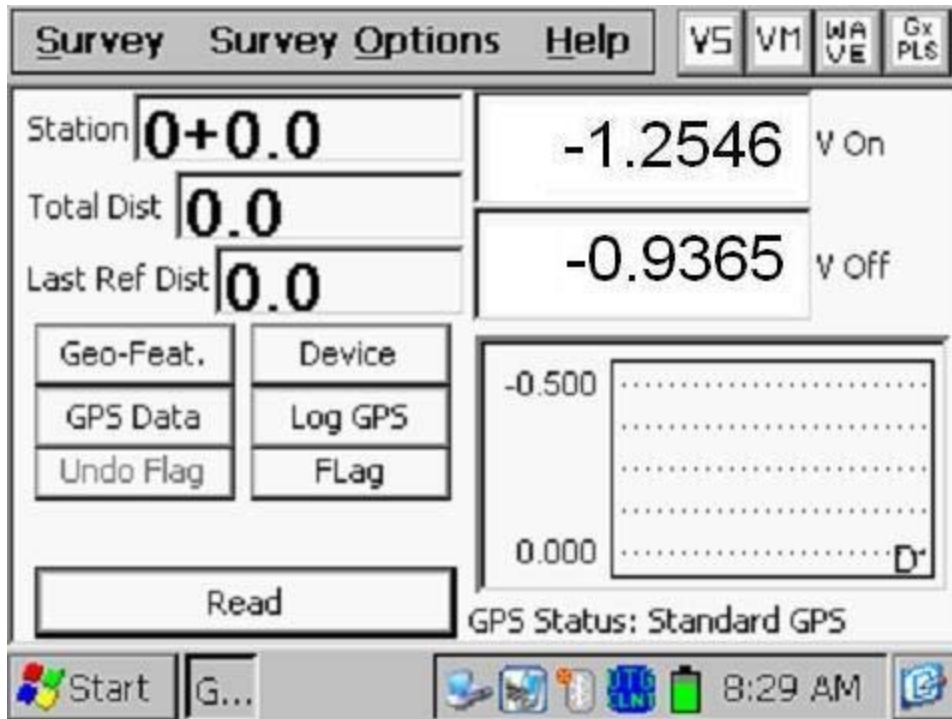 Survey Survey Options Help VS VM WA VE Gx PLS
Station 0+0.0
-1.2546 V On
Total Dist 0.0
-0.9365 V Off
Last Ref Dist 0.0
Geo-Feat. Device
GPS Data Log GPS
Undo Flag FLag
Read
-0.500
0.000
D
GPS Status: Standard GPS
Start G... UTG CLNT 8:29 AM